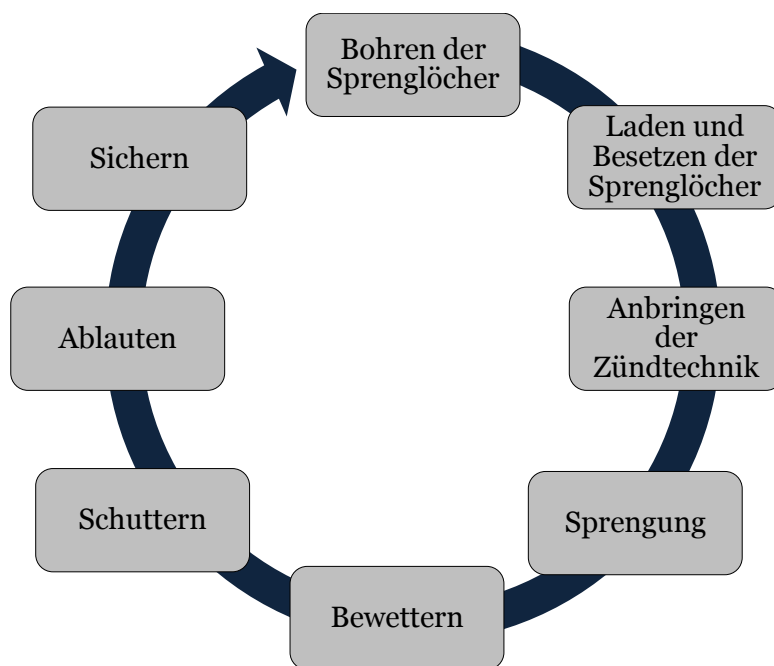 Bohren der
Sprenglöcher
Laden und
Besetzen der
Sprenglöcher
Anbringen
der
Zündtechnik
Sprengung
Bewettern
Schuttern
Ablauten
Sichern